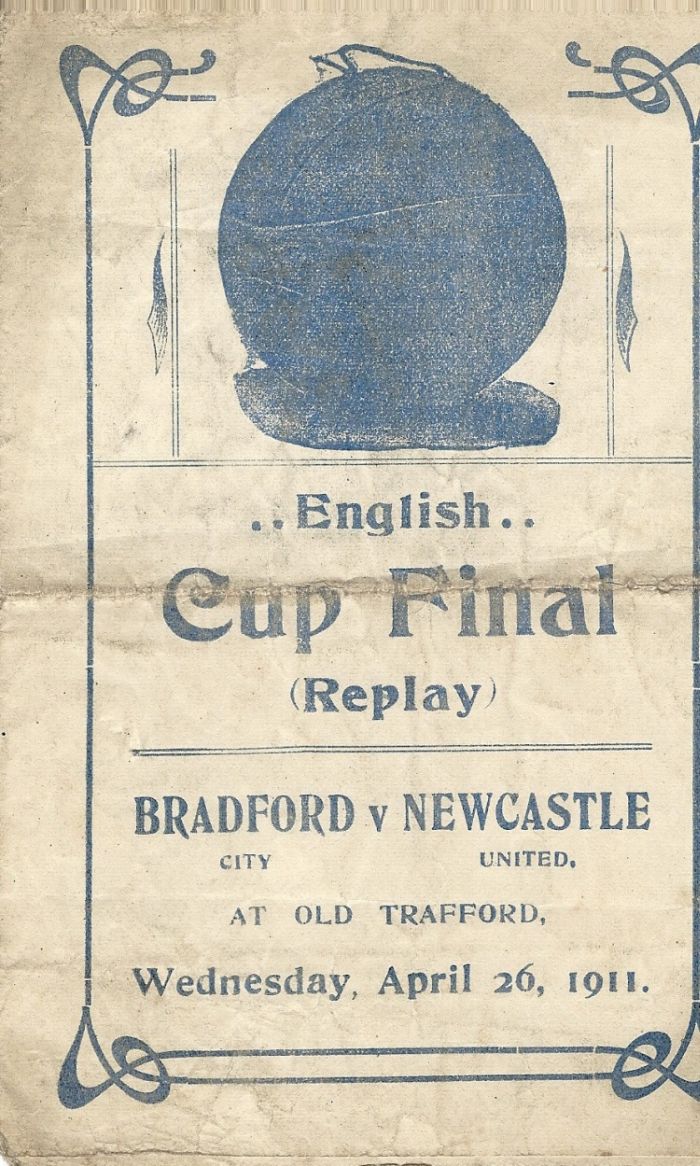 ..English..
Cup Final
(Replay)
BRADFORD v NEWCASTLE
CITY UNITED,
AT OLD TRAFFORD,
Wednesday, April 26, 1911.